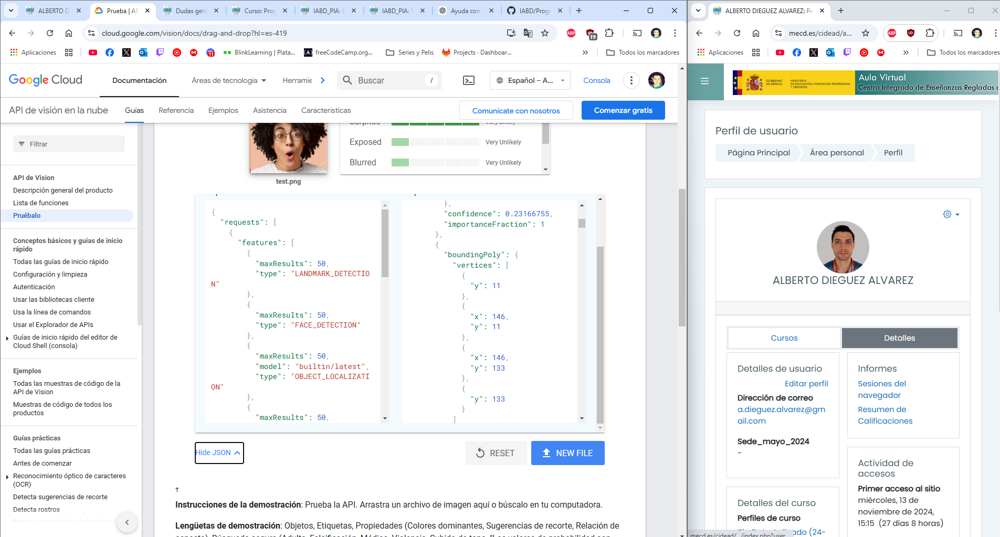 ALBERTO D
Prueba | AP
Dudas gen
Curso: Prog
IABD_PIA: D
IABD_PIA: T
Ayuda con
IABD/Progr
cloud.google.com/vision/docs/drag-and-drop?hl=es-419
19
Aplicaciones
11
BlinkLearning | Plata...
freeCodeCamp.org...
Series y Pelis
Projects · Dashboar...
Todos los marcadores
Google Cloud
Documentación
Áreas de tecnología
Herramie
Buscar
/
Español – A...
Consola
API de visión en la nube
Guías
Referencia
Ejemplos
Asistencia
Características
Comunícate con nosotros
Comenzar gratis
Filtrar
API de Vision
Descripción general del producto
Lista de funciones
Pruébalo
Conceptos básicos y guías de inicio
rápido
Todas las guías de inicio rápido
Configuración y limpieza
Autenticación
Usar las bibliotecas cliente
Usa la línea de comandos
Usar el Explorador de APIs
Guías de inicio rápido del editor de
Cloud Shell (consola)
Ejemplos
Todas las muestras de código de la
API de Vision
Muestras de código de todos los
productos
Guías prácticas
Todas las guías prácticas
Antes de comenzar
Reconocimiento óptico de caracteres
(OCR)
Detecta sugerencias de recorte
Detecta rostros
Surprise
Very Likely
Exposed
Very Unlikely
Blurred
Very Unlikely
test.png
{
"requests": [
{
"features": [
{
"maxResults": 50,
"type": "LANDMARK_DETECTIO
N"
},
{
"maxResults": 50,
"type": "FACE_DETECTION"
},
{
"maxResults": 50,
"model": "builtin/latest",
"type": "OBJECT_LOCALIZATI
ON"
},
{
"maxResults": 50,
},
"confidence": 0.23166755,
"importanceFraction": 1
},
{
"boundingPoly": {
"vertices": [
{
"y": 11
},
{
"x": 146,
"y": 11
},
{
"x": 146,
"y": 133
},
{
"y": 133
}
]
Hide JSON
RESET
NEW FILE
†
Instrucciones de la demostración: Prueba la API. Arrastra un archivo de imagen aquí o búscalo en tu computadora.
Lengüetas de demostración: Objetos, Etiquetas, Propiedades (Colores dominantes, Sugerencias de recorte, Relación de
ALBERTO DIEGUEZ ALVAREZ: Pe
mecd.es/cidead/a...
Aplicaciones
Todos los marcadores
GOBIERNO
DE ESPAÑA
MINISTERIO
DE EDUCACIÓN, FORMACIÓN PROFESIONAL
Y DEPORTES
Aula Virtual
Centro Integrado de Enseñanzas Regladas
Perfil de usuario
Página Principal
Área personal
Perfil
ALBERTO DIEGUEZ ALVAREZ
Cursos
Detalles
Detalles de usuario
Editar perfil
Dirección de correo
a.dieguez.alvarez@gm
ail.com
Sede_mayo_2024
-
Detalles del curso
Perfiles de curso
Informes
Sesiones del
navegador
Resumen de
Calificaciones
Actividad de
accesos
Primer acceso al sitio
miércoles, 13 de
noviembre de 2024,
15:15 (27 días 8 horas)
mecd.es/cidead/.../index.php?user...